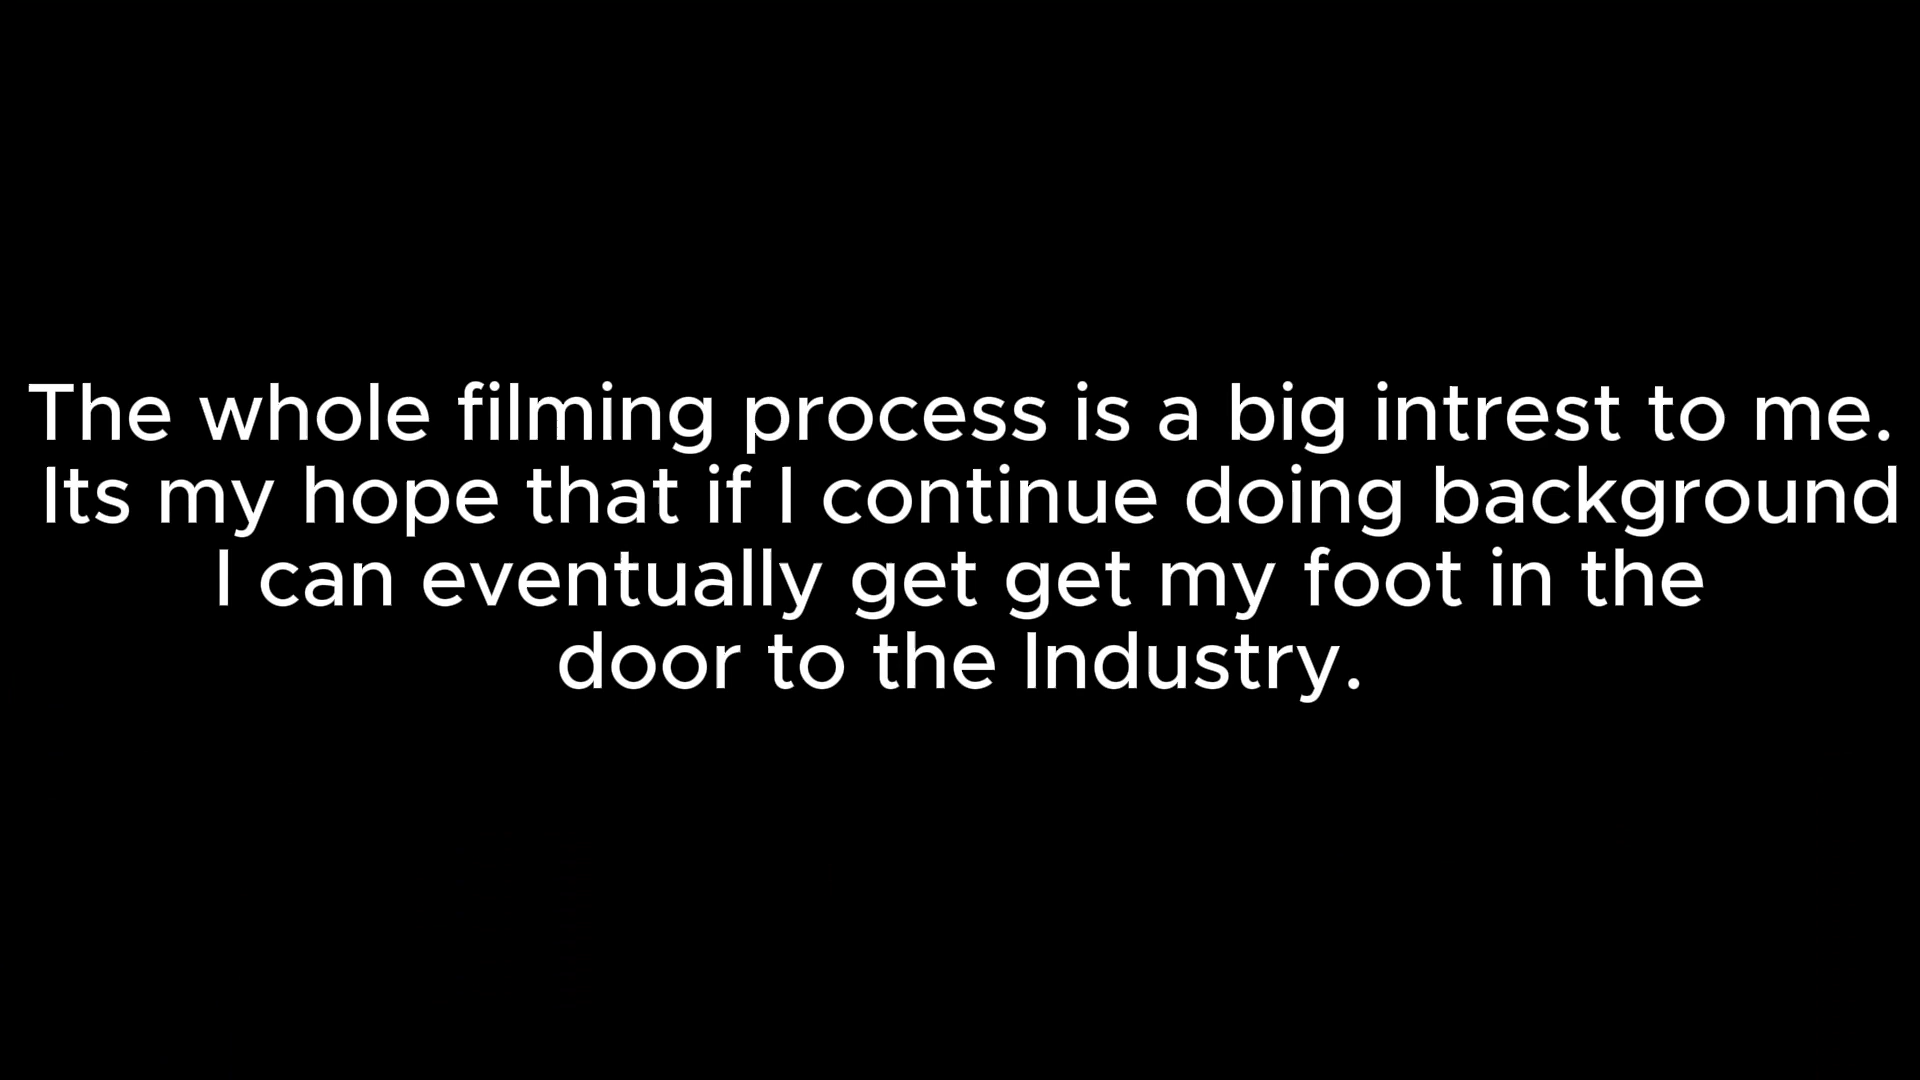 The whole filming process is a big intrest to me.
Its my hope that if I continue doing background
I can eventually get get my foot in the
door to the Industry.